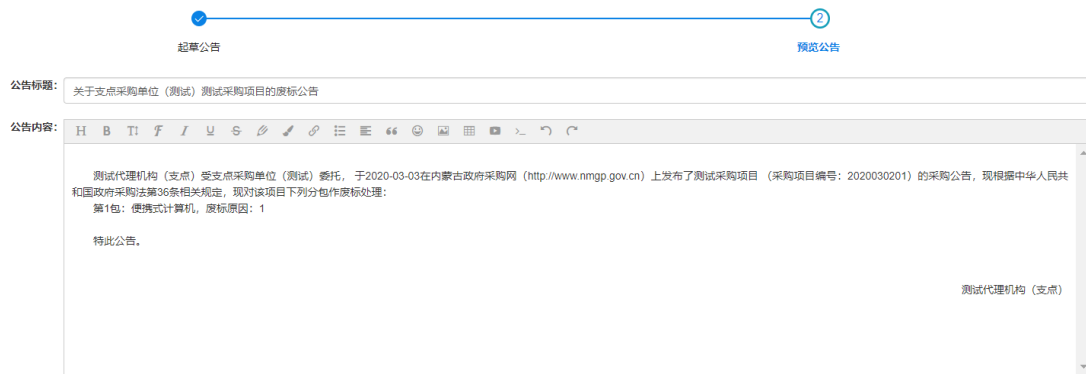 2
起草公告
预览公告
公告标题：
关于支点采购单位（测试）测试采购项目的废标公告
公告内容：
测试代理机构（支点）受支点采购单位（测试）委托， 于2020-03-03在内蒙古政府采购网（http://www.nmgp.gov.cn）上发布了测试采购项目 （采购项目编号：2020030201）的采购公告，现根据中华人民共
和国政府采购法第36条相关规定，现对该项目下列分包作废标处理：
第1包：便携式计算机，废标原因：1
特此公告。
测试代理机构（支点）